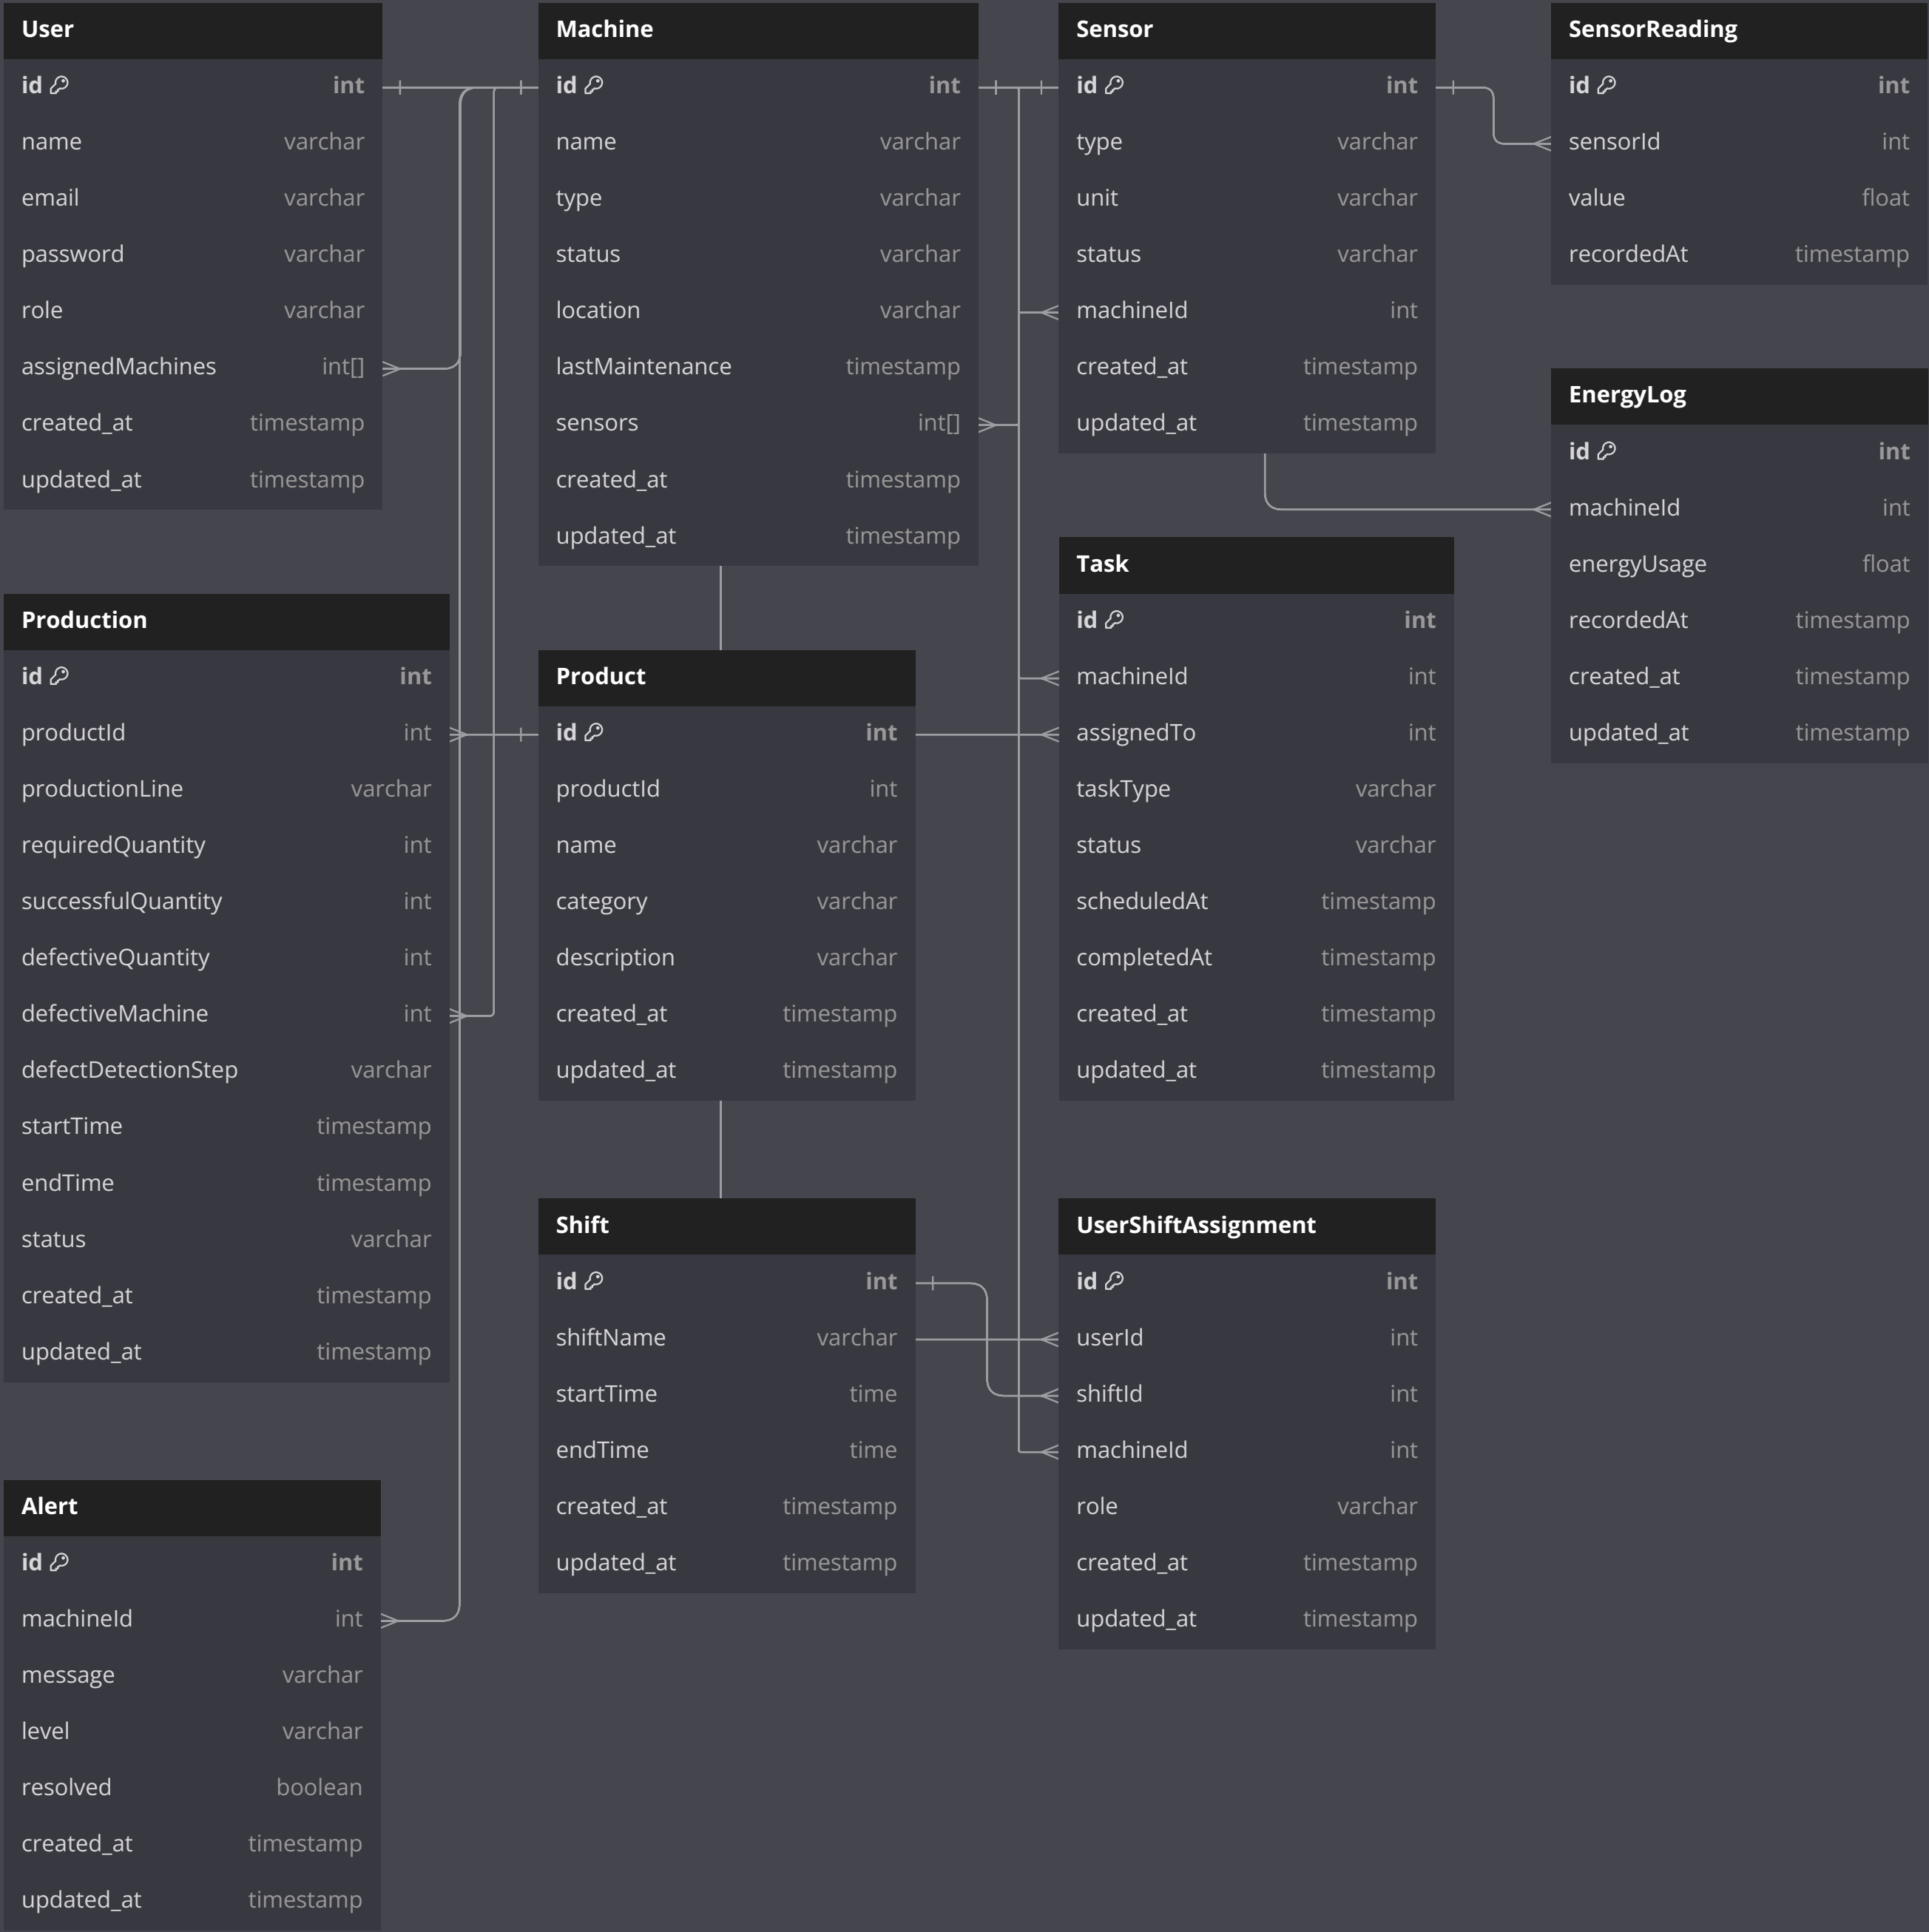 User
id int
name varchar
email varchar
password varchar
role varchar
assignedMachines int[]
created_at timestamp
updated_at timestamp
Machine
id int
name varchar
type varchar
status varchar
location varchar
lastMaintenance timestamp
sensors int[]
created_at timestamp
updated_at timestamp
Sensor
id int
type varchar
unit varchar
status varchar
machineId int
created_at timestamp
updated_at timestamp
SensorReading
id int
sensorId int
value float
recordedAt timestamp
EnergyLog
id int
machineId int
energyUsage float
recordedAt timestamp
created_at timestamp
updated_at timestamp
Production
id int
productId int
productionLine varchar
requiredQuantity int
successfulQuantity int
defectiveQuantity int
defectiveMachine int
defectDetectionStep varchar
startTime timestamp
endTime timestamp
status varchar
created_at timestamp
updated_at timestamp
Product
id int
productId int
name varchar
category varchar
description varchar
created_at timestamp
updated_at timestamp
Task
id int
machineId int
assignedTo int
taskType varchar
status varchar
scheduledAt timestamp
completedAt timestamp
created_at timestamp
updated_at timestamp
Shift
id int
shiftName varchar
startTime time
endTime time
created_at timestamp
updated_at timestamp
UserShiftAssignment
id int
userId int
shiftId int
machineId int
role varchar
created_at timestamp
updated_at timestamp
Alert
id int
machineId int
message varchar
level varchar
resolved boolean
created_at timestamp
updated_at timestamp